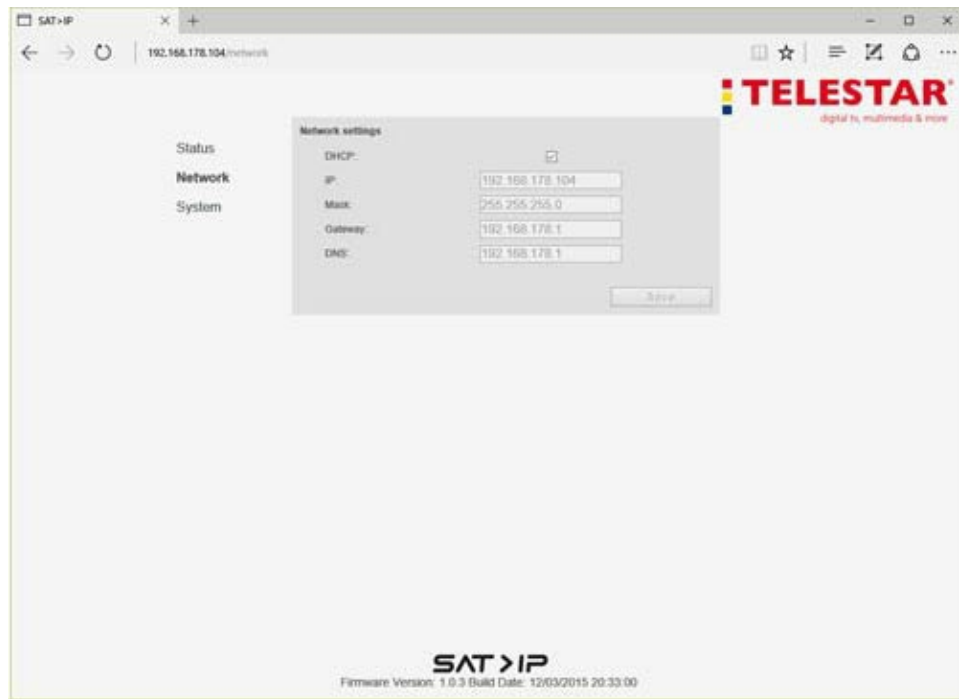 SAT>IP
192.168.178.104/network
TELESTAR
digital tv, multimedia & more
Status
Network
System
Network settings
DHCP:
IP: 192.168.178.104
Mask: 255.255.255.0
Gateway: 192.168.178.1
DNS: 192.168.178.1
Save
SAT>IP
Firmware Version: 1.0.3 Build Date: 12/03/2015 20:33:00